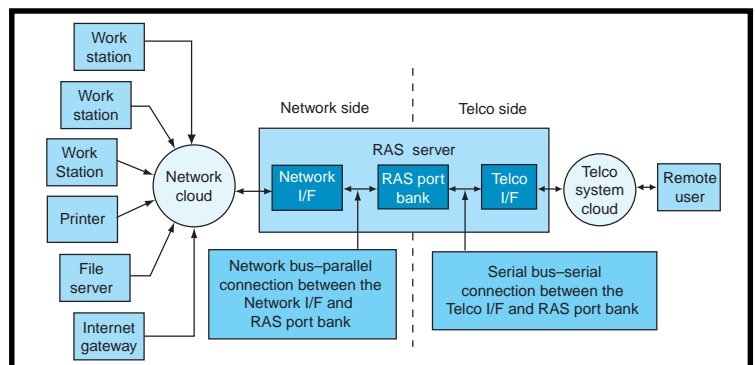 Work
station
Work
station
Work
Station
Printer
File
server
Internet
gateway
Network
cloud
Network side
Telco side
RAS server
Network
I/F
RAS port
bank
Telco
I/F
Telco
system
cloud
Remote
user
Network bus–parallel
connection between the
Network I/F and
RAS port bank
Serial bus–serial
connection between the
Telco I/F and RAS port bank